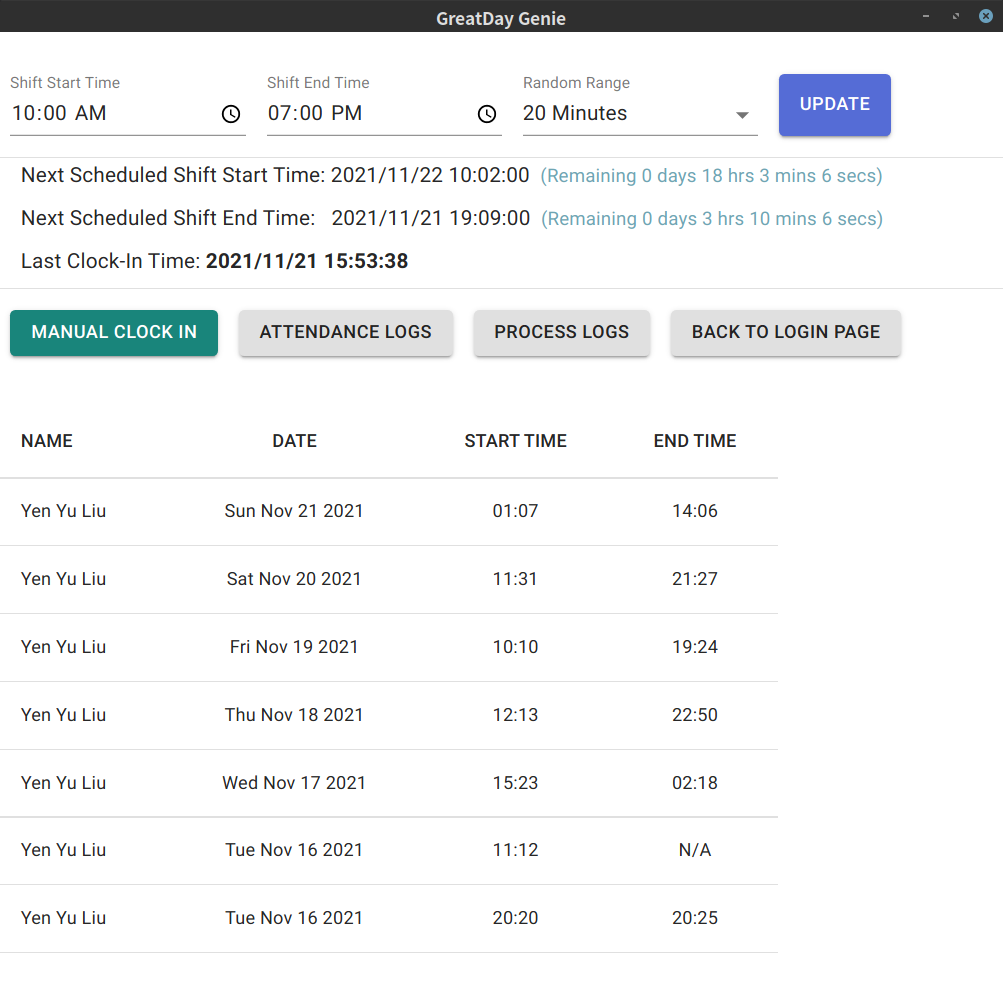 GreatDay Genie
Shift Start Time Shift End Time Random Range
10:00 AM 07:00 PM 20 Minutes UPDATE
Next Scheduled Shift Start Time: 2021/11/22 10:02:00 (Remaining 0 days 18 hrs 3 mins 6 secs)
Next Scheduled Shift End Time: 2021/11/21 19:09:00 (Remaining 0 days 3 hrs 10 mins 6 secs)
Last Clock-In Time: 2021/11/21 15:53:38
MANUAL CLOCK IN ATTENDANCE LOGS PROCESS LOGS BACK TO LOGIN PAGE
NAME DATE START TIME END TIME
Yen Yu Liu Sun Nov 21 2021 01:07 14:06
Yen Yu Liu Sat Nov 20 2021 11:31 21:27
Yen Yu Liu Fri Nov 19 2021 10:10 19:24
Yen Yu Liu Thu Nov 18 2021 12:13 22:50
Yen Yu Liu Wed Nov 17 2021 15:23 02:18
Yen Yu Liu Tue Nov 16 2021 11:12 N/A
Yen Yu Liu Tue Nov 16 2021 20:20 20:25